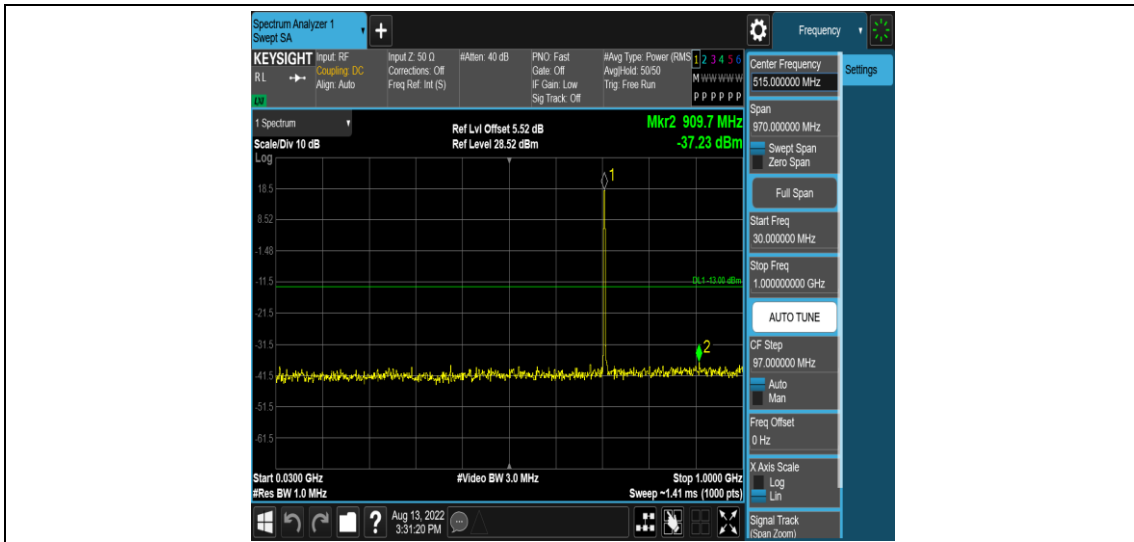 Spectrum Analyzer 1
Swept SA
+
Frequency
KEYSIGHT
RL
LXI
Input: RF
Coupling: DC
Align: Auto
Input Z: 50 Ω
Corrections: Off
Freq Ref: Int (S)
#Atten: 40 dB
PNO: Fast
Gate: Off
IF Gain: Low
Sig Track: Off
#Avg Type: Power (RMS
Avg|Hold: 50/50
Trig: Free Run
1 2 3 4 5 6
M W W W W W
P P P P P P
Center Frequency
515.000000 MHz
Settings
Span
970.000000 MHz
Swept Span
Zero Span
Full Span
Start Freq
30.000000 MHz
Stop Freq
1.000000000 GHz
AUTO TUNE
CF Step
97.000000 MHz
Auto
Man
Freq Offset
0 Hz
X Axis Scale
Log
Lin
Signal Track
(Span Zoom)
1 Spectrum
Scale/Div 10 dB
Ref Lvl Offset 5.52 dB
Ref Level 28.52 dBm
Mkr2 909.7 MHz
-37.23 dBm
Log
18.5
8.52
-1.48
-11.5
-21.5
-31.5
-41.5
-51.5
-61.5
1
DL1 -13.00 dBm
2
Start 0.0300 GHz
#Res BW 1.0 MHz
#Video BW 3.0 MHz
Stop 1.0000 GHz
Sweep ~1.41 ms (1000 pts)
?
Aug 13, 2022
3:31:20 PM